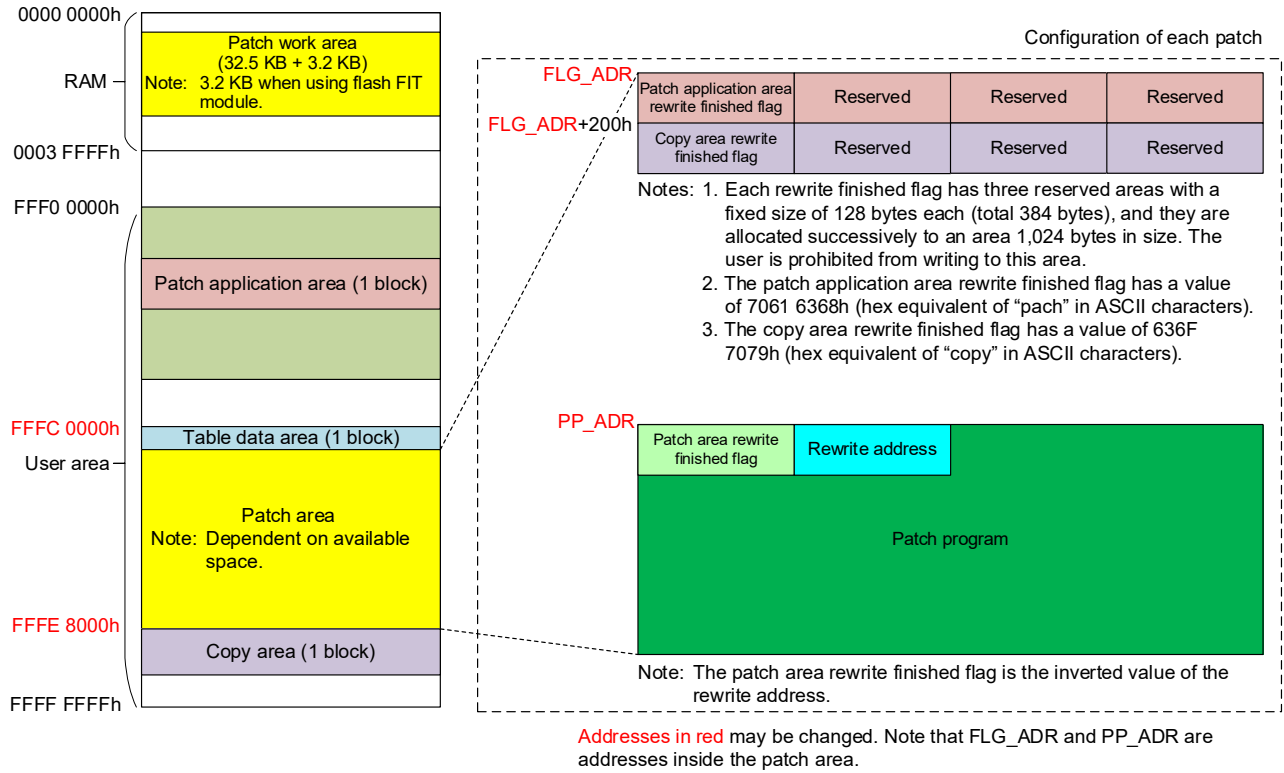 0000 0000h
Patch work area
(32.5 KB + 3.2 KB)
Note: 3.2 KB when using flash FIT
module.
RAM
0003 FFFFh
FFF0 0000h
Patch application area (1 block)
FFFC 0000h
Table data area (1 block)
User area
Patch area
Note: Dependent on available
space.
FFFE 8000h
Copy area (1 block)
FFFF FFFFh
Configuration of each patch
FLG_ADR
Patch application area
rewrite finished flag
Reserved
Reserved
Reserved
FLG_ADR+200h
Copy area rewrite
finished flag
Reserved
Reserved
Reserved
Notes: 1. Each rewrite finished flag has three reserved areas with a
fixed size of 128 bytes each (total 384 bytes), and they are
allocated successively to an area 1,024 bytes in size. The
user is prohibited from writing to this area.
2. The patch application area rewrite finished flag has a value
of 7061 6368h (hex equivalent of “pach” in ASCII characters).
3. The copy area rewrite finished flag has a value of 636F
7079h (hex equivalent of “copy” in ASCII characters).
PP_ADR
Patch area rewrite
finished flag
Rewrite address
Patch program
Note: The patch area rewrite finished flag is the inverted value of the
rewrite address.
Addresses in red may be changed. Note that FLG_ADR and PP_ADR are
addresses inside the patch area.